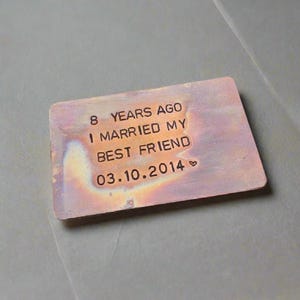 8 YEARS AGO
I MARRIED MY
BEST FRIEND
03.10.2014